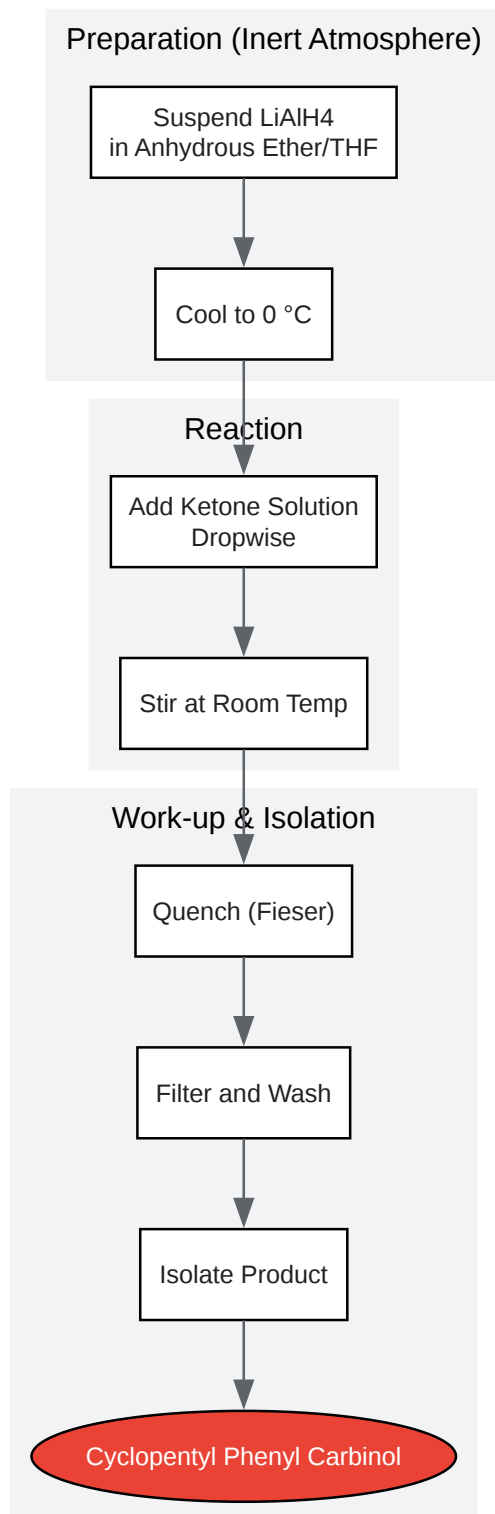 Preparation (Inert Atmosphere)
Suspend LiAlH4
in Anhydrous Ether/THF
Cool to 0 °C
Reaction
Add Ketone Solution
Dropwise
Stir at Room Temp
Work-up & Isolation
Quench (Fieser)
Filter and Wash
Isolate Product
Cyclopentyl Phenyl Carbinol